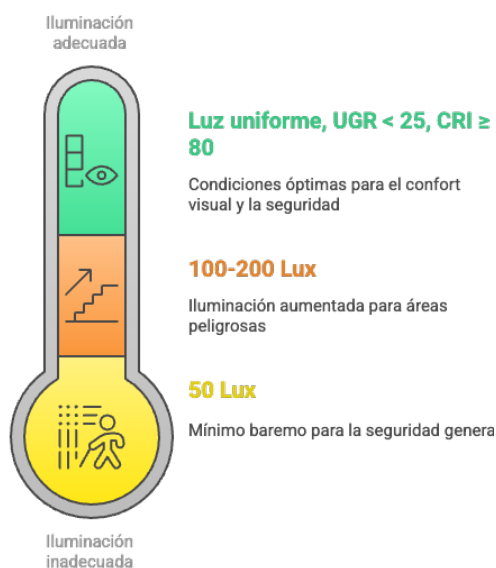 Iluminación
adecuada
Luz uniforme, UGR < 25, CRI ≥
80
Condiciones óptimas para el confort
visual y la seguridad
100-200 Lux
Iluminación aumentada para áreas
peligrosas
50 Lux
Mínimo baremo para la seguridad genera
Iluminación
inadecuada